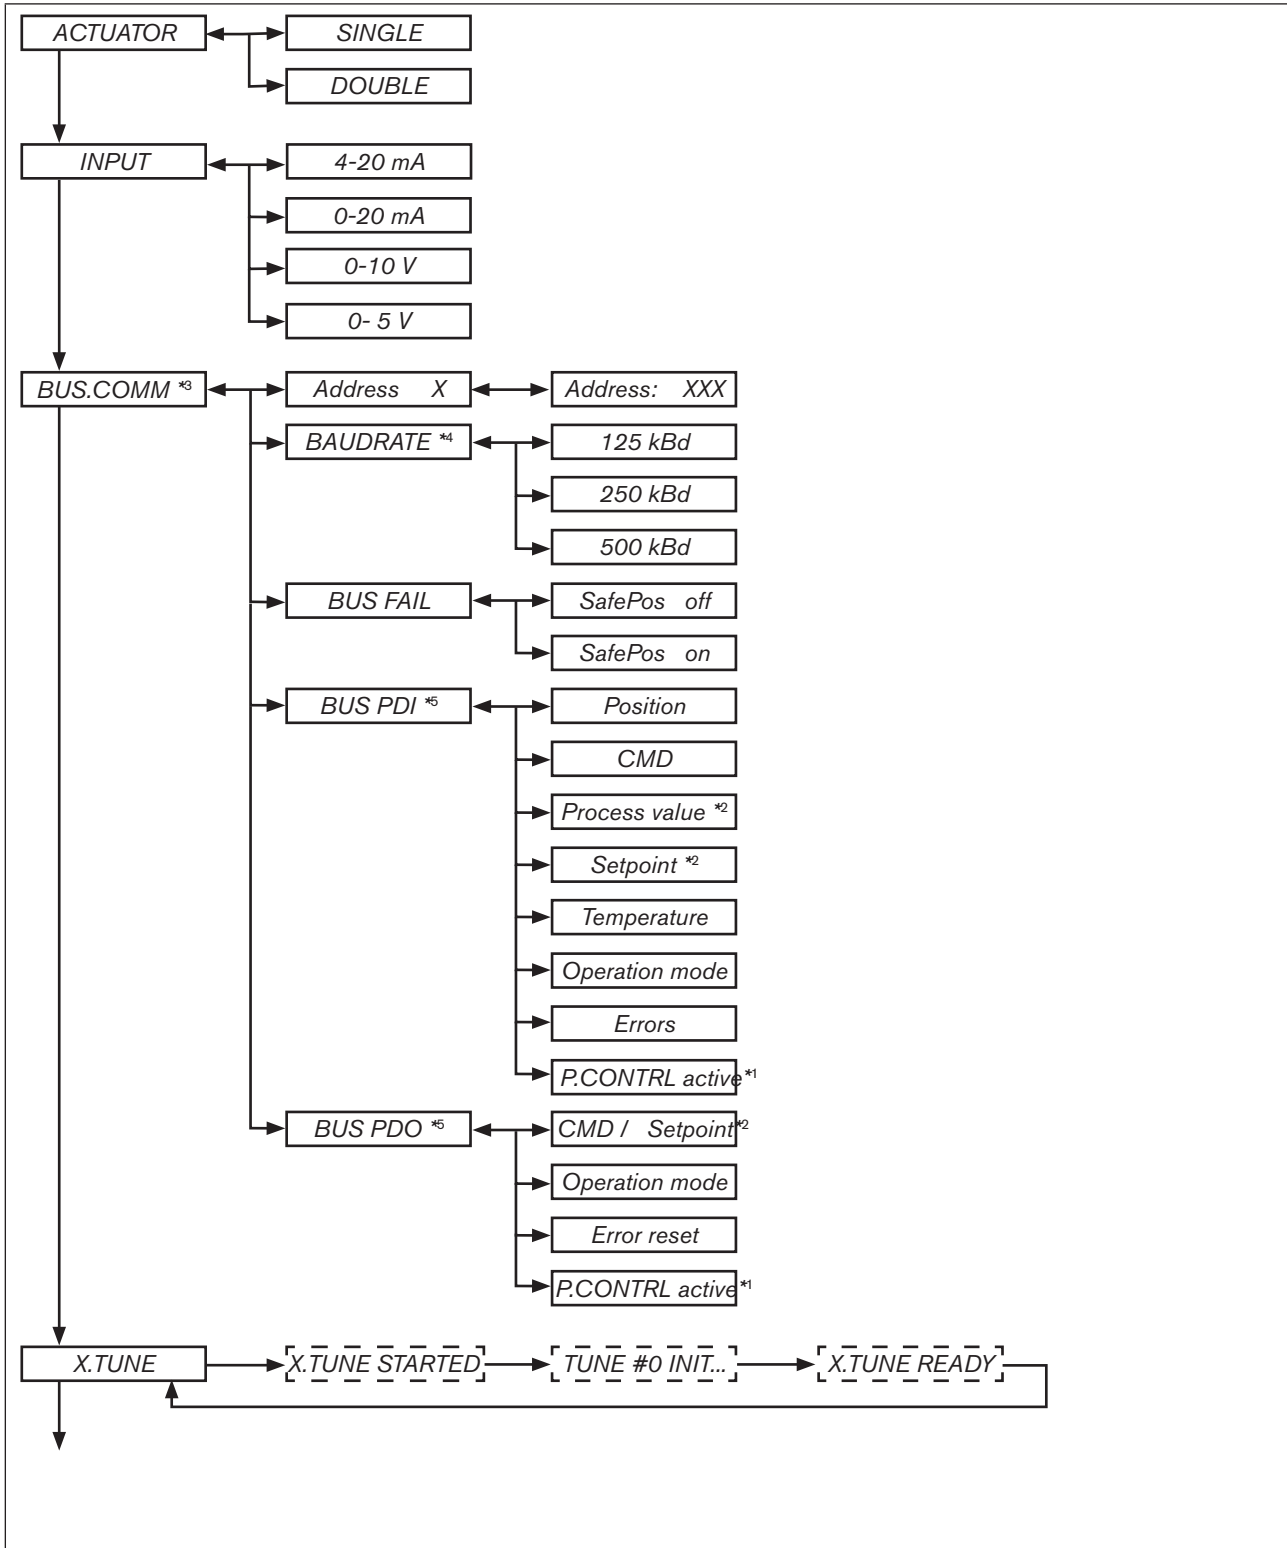 ACTUATOR
SINGLE
DOUBLE
INPUT
4-20 mA
0-20 mA
0-10 V
0- 5 V
BUS.COMM *3
Address X
Address: XXX
BAUDRATE *4
125 kBd
250 kBd
500 kBd
BUS FAIL
SafePos off
SafePos on
BUS PDI *5
Position
CMD
Process value *2
Setpoint *2
Temperature
Operation mode
Errors
P.CONTRL active*1
BUS PDO *5
CMD / Setpoint*2
Operation mode
Error reset
P.CONTRL active*1
X.TUNE
X.TUNE STARTED
TUNE #0 INIT...
X.TUNE READY